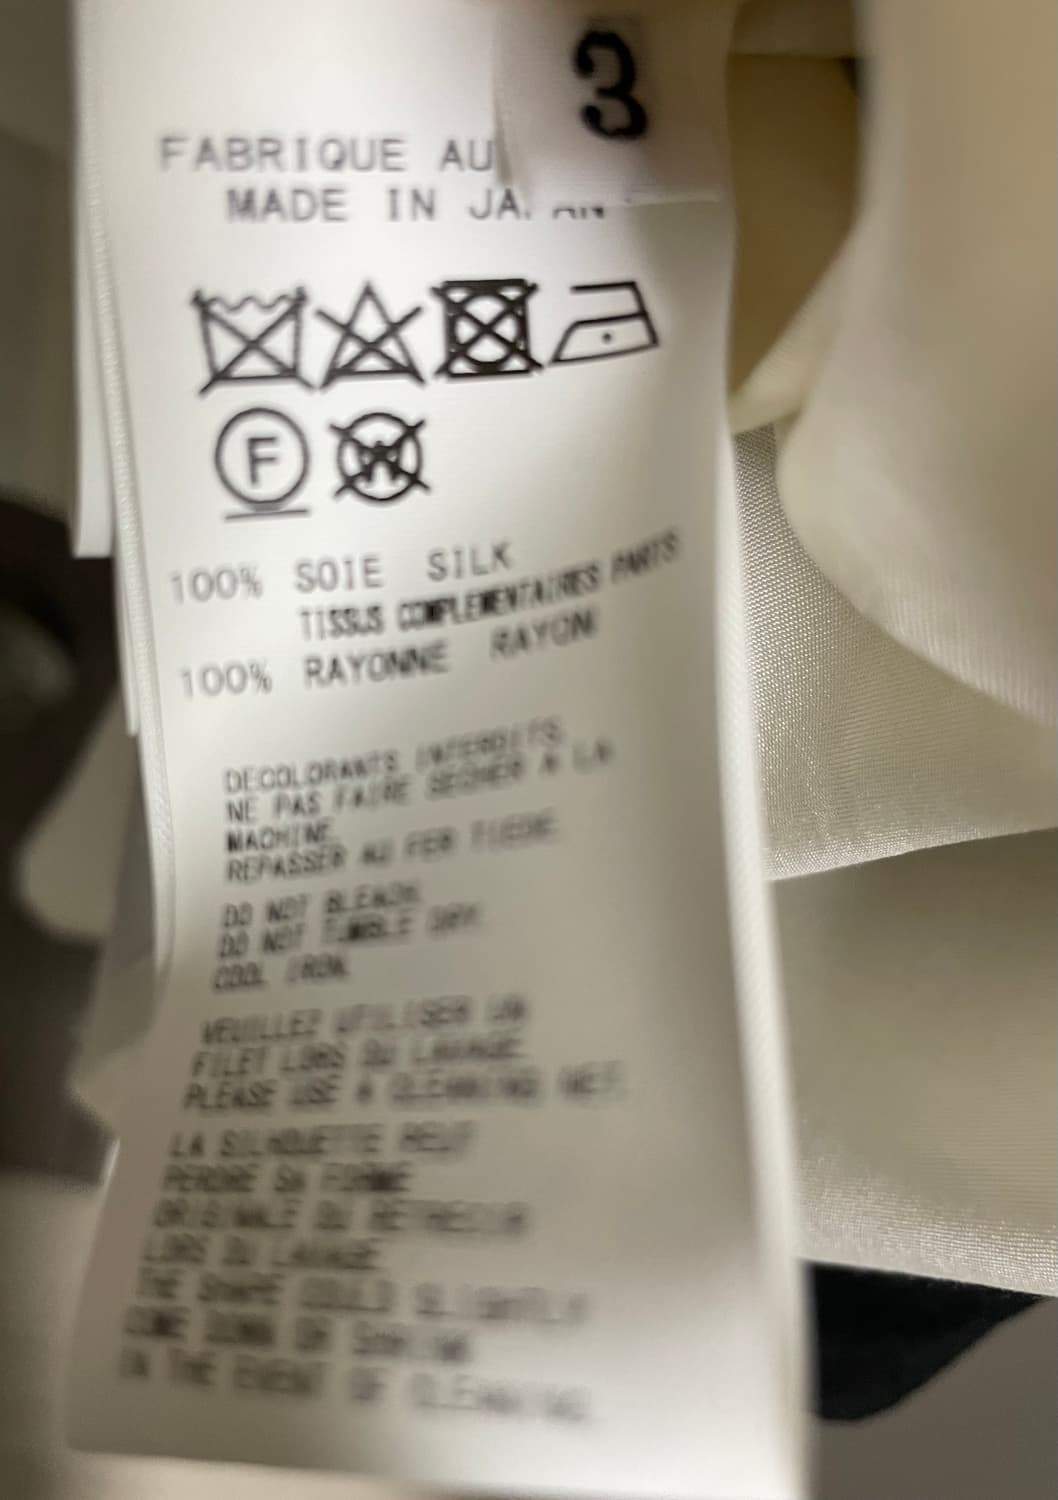 3
FABRIQUE AU
MADE IN JAPAN
F
W
100% SOIE SILK
TISSUS COMPLEMENTAIRES PARTS
100% RAYONNE RAYON
DECOLORANTS INTERDITS.
NE PAS FAIRE SECHER A LA
MACHINE.
REPASSER AU FER TIEDE.
DO NOT BLEACH.
DO NOT TUMBLE DRY.
COOL IRON.
VEUILLEZ UTILISER UN
FILET LORS DU LAVAGE.
PLEASE USE A CLEANING NET.
LA SILHOUETTE PEUT
PERDRE SA FORME
ORIGINALE OU RETRECIR
LORS DU LAVAGE.
THE SHAPE COULD SLIGHTLY
COME DOWN OR SHRINK
IN THE EVENT OF CLEANING.